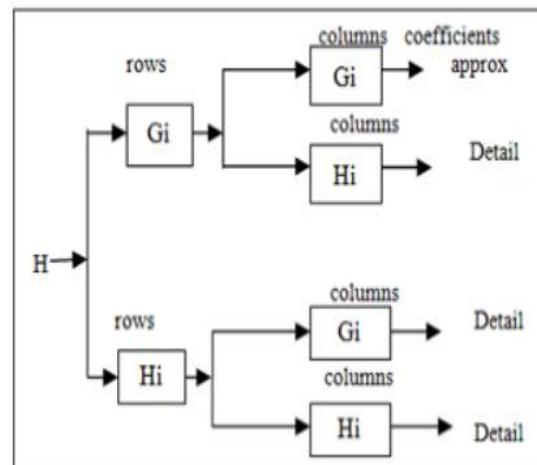 columns coefficients
rows approx
Gi
Gi
columns
Detail
Hi
H
columns
rows Detail
Gi
columns
Hi
Hi
Detail